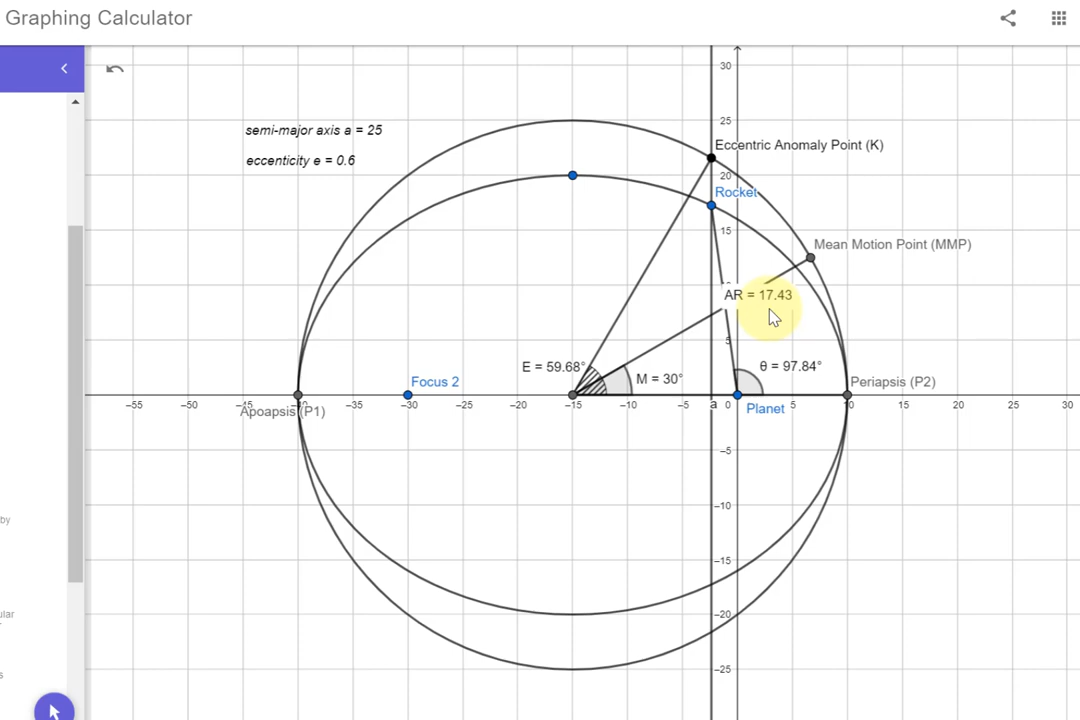 Graphing Calculator
30
semi-major axis a = 25
25
Eccentric Anomaly Point (K)
eccenticity e = 0.6
20
Rocket
15
Mean Motion Point (MMP)
AR = 17.43
5
E = 59.68°
M = 30°
θ = 97.84°
Focus 2
Periapsis (P2)
Apoapsis (P1)
−55
−50
−45
−35
−30
−25
−20
−15
−10
−5
a
0
5
10
15
20
25
30
Planet
−5
−10
−15
−20
−25
by
ular
s